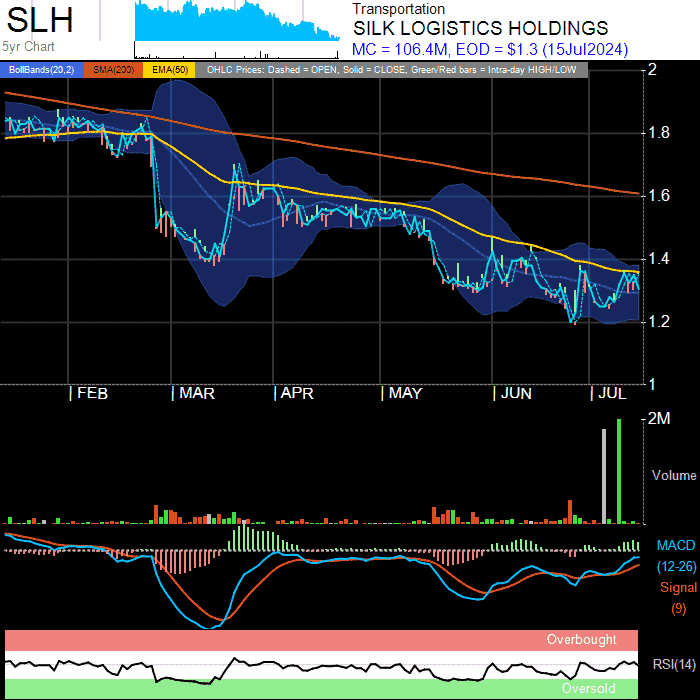 SLH
5yr Chart
Transportation
SILK LOGISTICS HOLDINGS
MC = 106.4M, EOD = $1.3 (15Jul2024)
BollBands(20,2) SMA(200) EMA(50) OHLC Prices: Dashed = OPEN, Solid = CLOSE, Green/Red bars = Intra-day HIGH/LOW
2
1.8
1.6
1.4
1.2
1
FEB MAR APR MAY JUN JUL
2M
Volume
MACD
(12-26)
Signal
(9)
Overbought
RSI(14)
Oversold